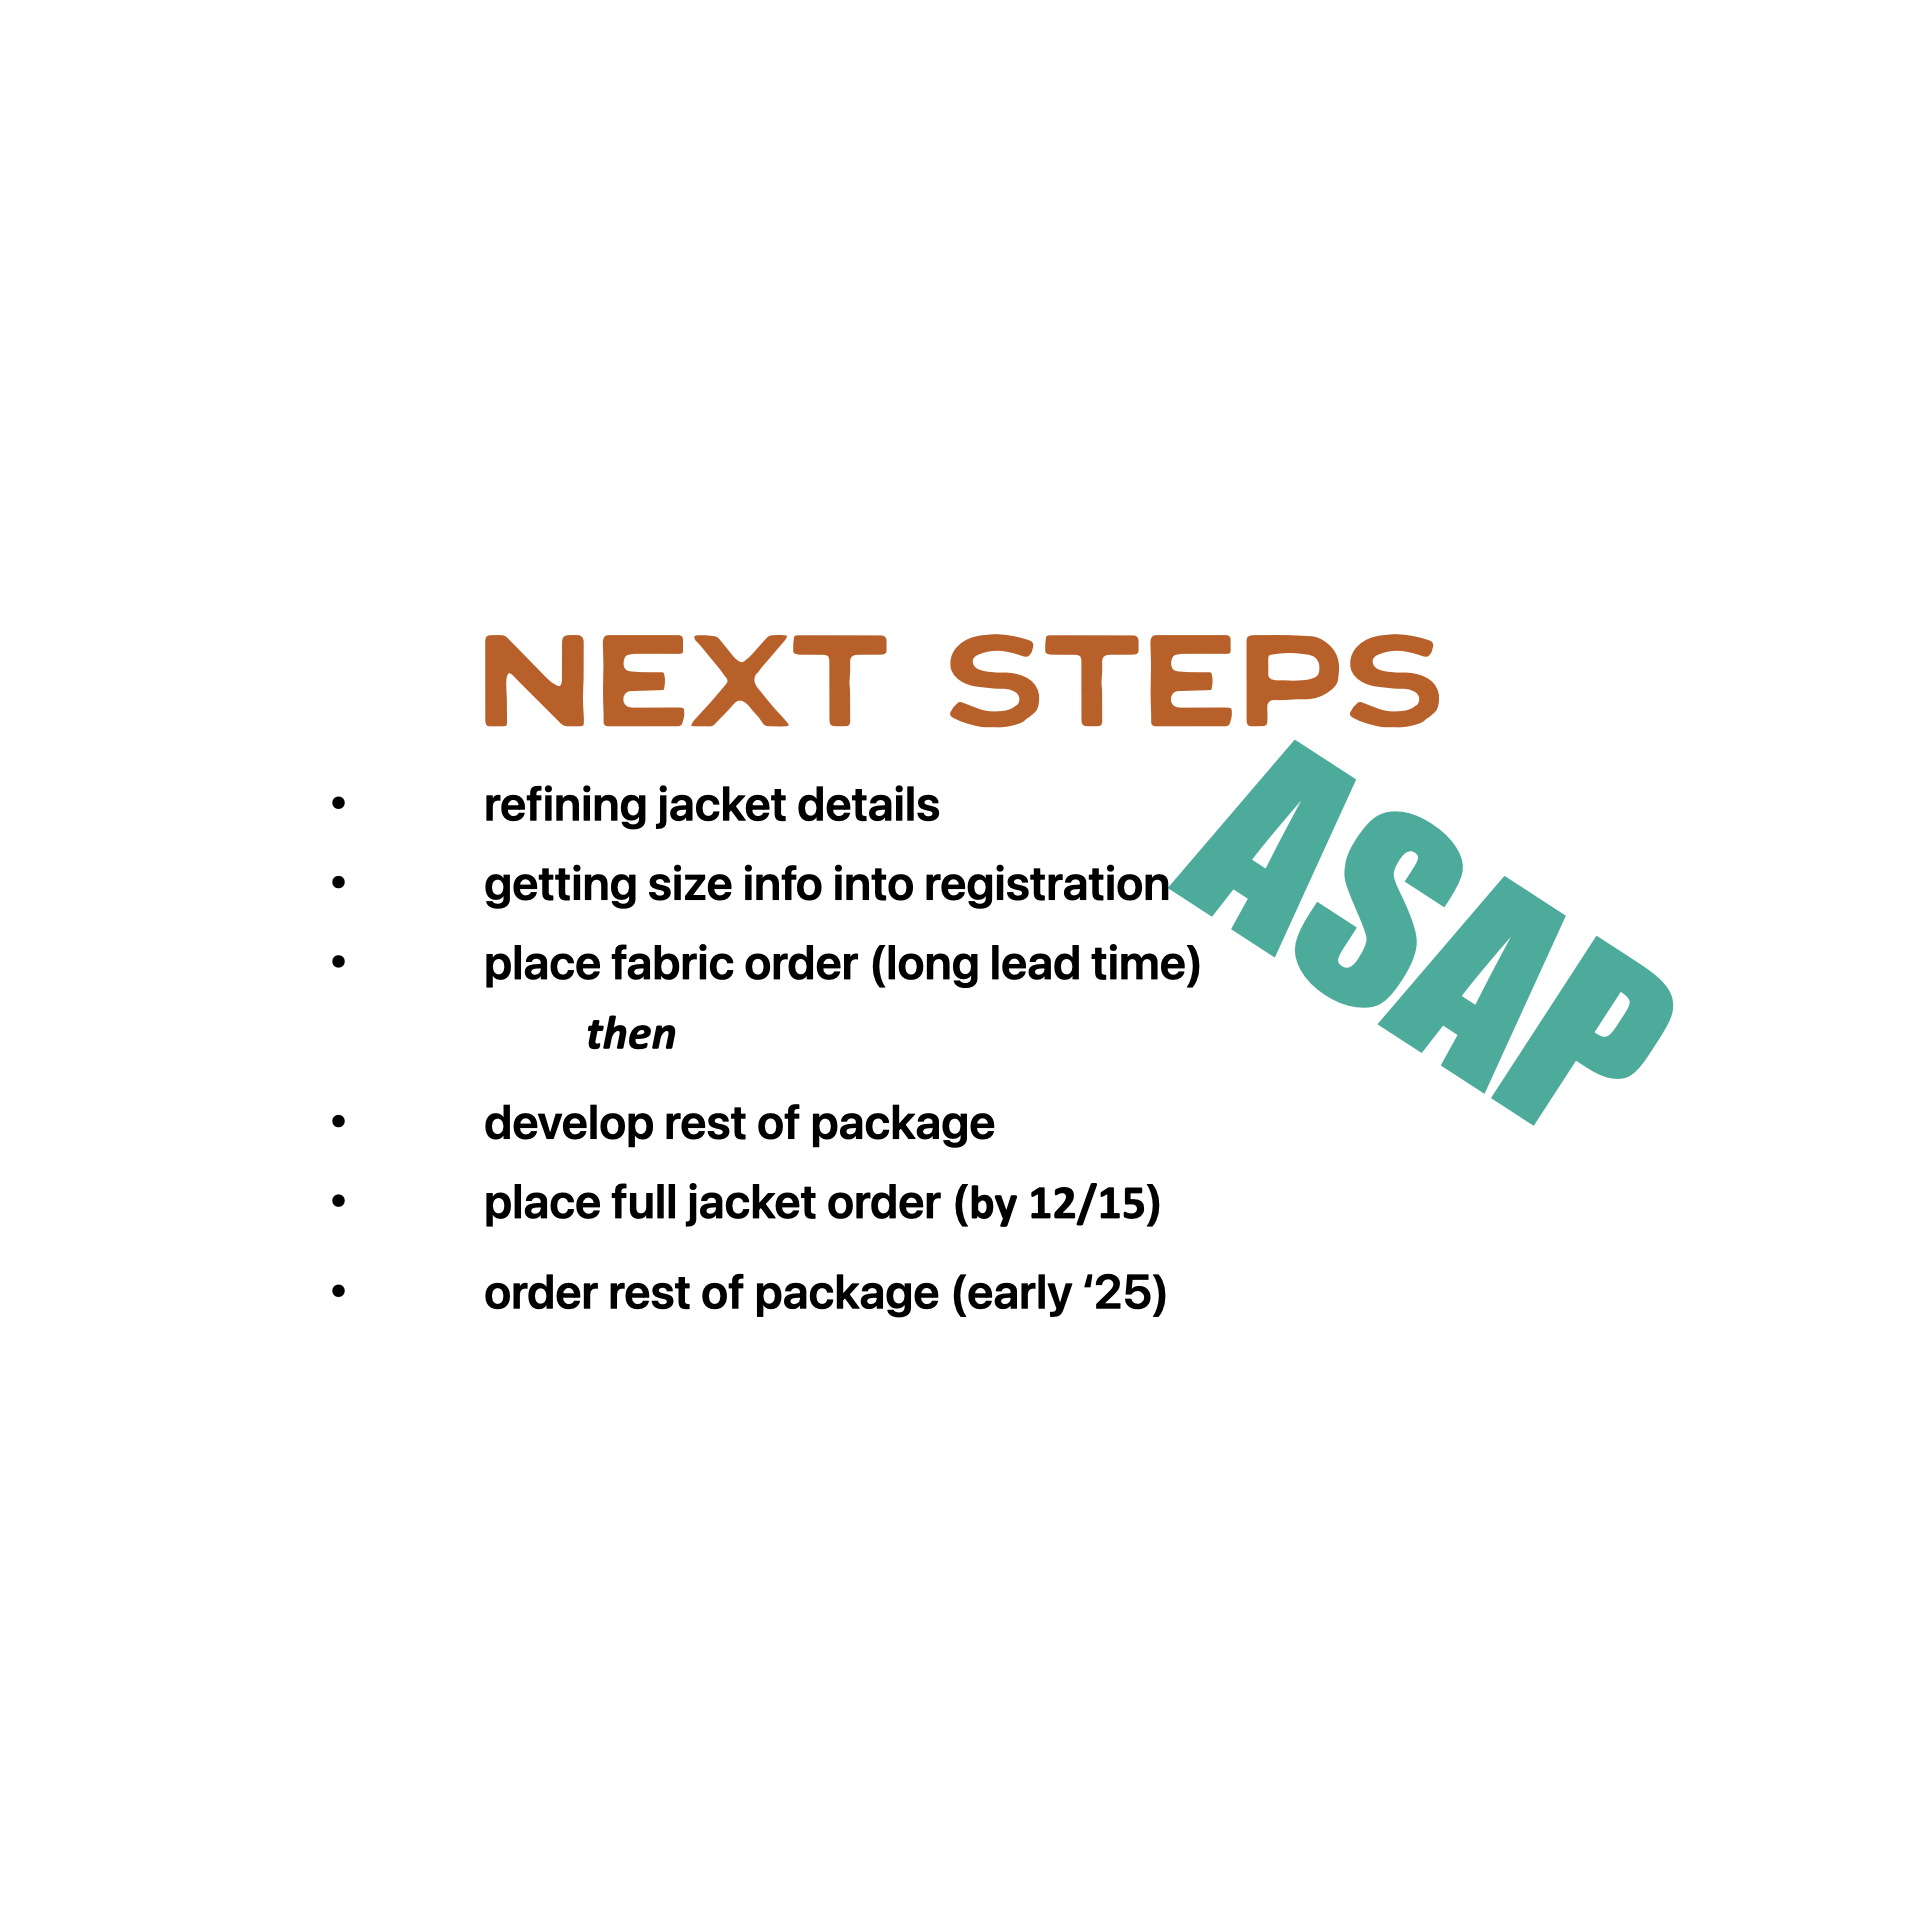 NEXT STEPS
ASAP
• refining jacket details
• getting size info into registration
• place fabric order (long lead time)
then
• develop rest of package
• place full jacket order (by 12/15)
• order rest of package (early ‘25)